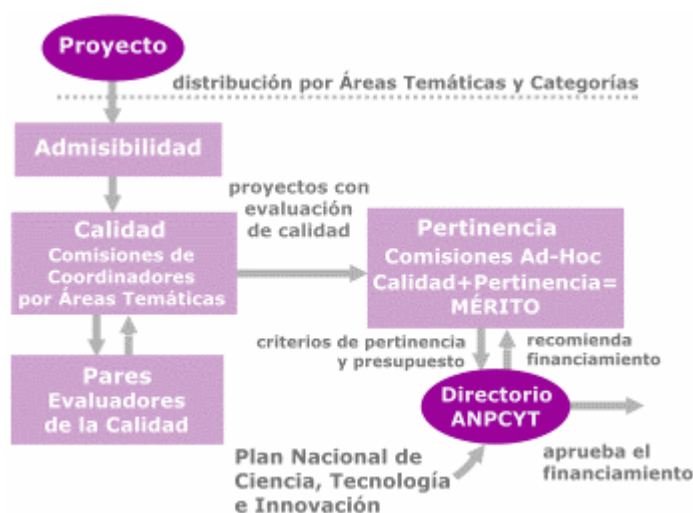 Proyecto
distribución por Áreas Temáticas y Categorías
Admisibilidad
proyectos con
evaluación
de calidad
Calidad
Comisiones de
Coordinadores
por Áreas Temáticas
Pertinencia
Comisiones Ad-Hoc
Calidad+Pertinencia=
MÉRITO
criterios de pertinencia
y presupuesto
recomienda
financiamiento
Pares
Evaluadores
de la Calidad
Directorio
ANPCYT
Plan Nacional de
Ciencia, Tecnología
e Innovación
aprueba el
financiamiento